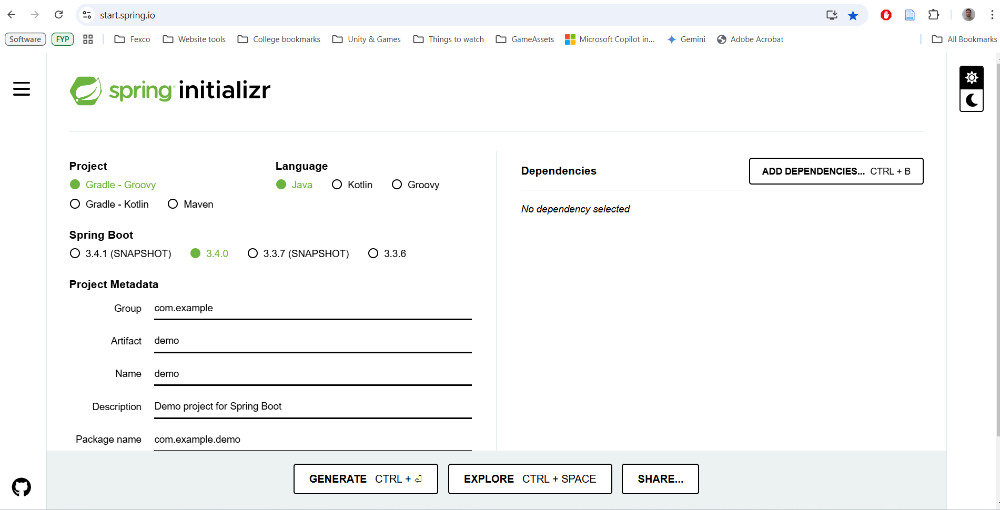 start.spring.io
Software FYP Fexco Website tools College bookmarks Unity & Games Things to watch GameAssets Microsoft Copilot in... Gemini Adobe Acrobat All Bookmarks
spring initializr
Project
Gradle - Groovy
Gradle - Kotlin Maven
Language
Java Kotlin Groovy
Spring Boot
3.4.1 (SNAPSHOT) 3.4.0 3.3.7 (SNAPSHOT) 3.3.6
Project Metadata
Group com.example
Artifact demo
Name demo
Description Demo project for Spring Boot
Package name com.example.demo
Dependencies ADD DEPENDENCIES... CTRL + B
No dependency selected
GENERATE CTRL + ⏎ EXPLORE CTRL + SPACE SHARE...